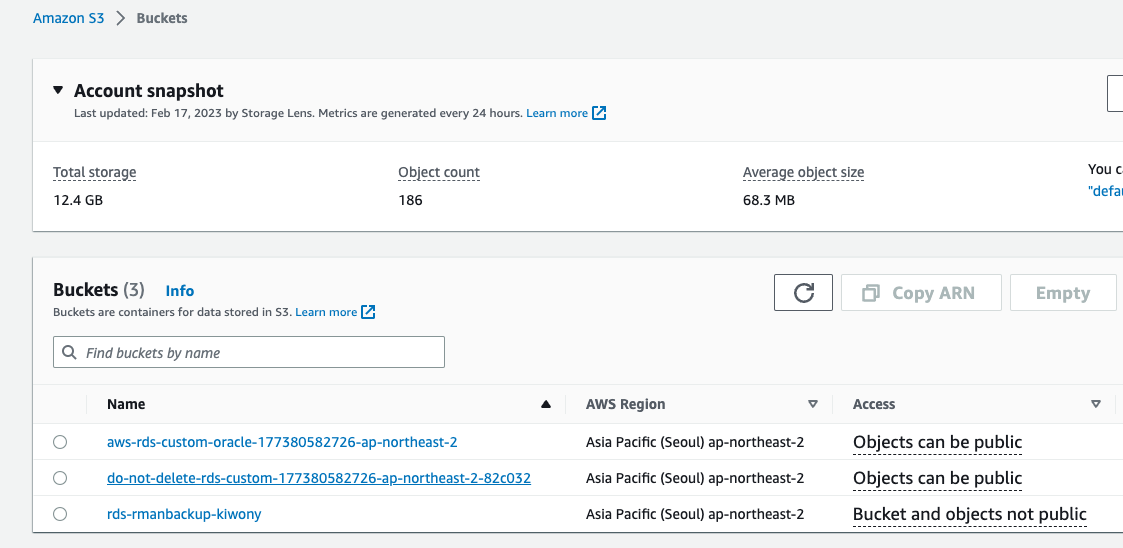 Amazon S3 > Buckets
Account snapshot
Last updated: Feb 17, 2023 by Storage Lens. Metrics are generated every 24 hours. Learn more
Total storage Object count Average object size You
12.4 GB 186 68.3 MB
Buckets (3) Info
Copy ARN Empty
Buckets are containers for data stored in S3. Learn more
Find buckets by name
Name AWS Region Access
aws-rds-custom-oracle-177380582726-ap-northeast-2 Asia Pacific (Seoul) ap-northeast-2 Objects can be public
do-not-delete-rds-custom-177380582726-ap-northeast-2-82c032 Asia Pacific (Seoul) ap-northeast-2 Objects can be public
rds-rmanbackup-kiwony Asia Pacific (Seoul) ap-northeast-2 Bucket and objects not public